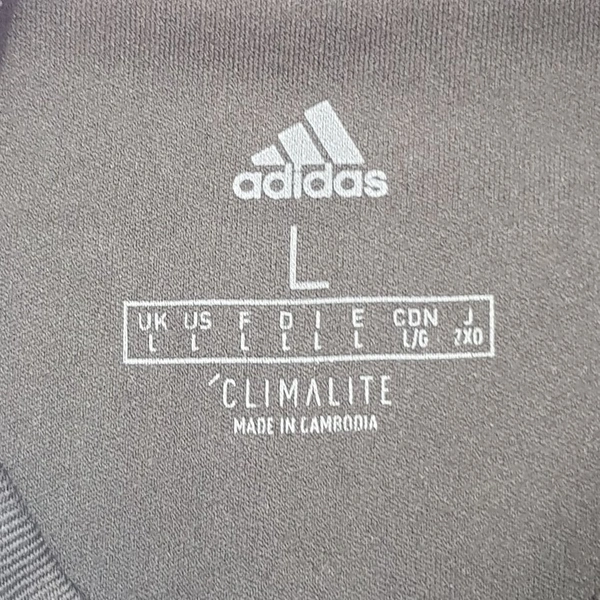 adidas
L
UK US F D I E CDN J
L L L L L L L/G 2XO
CLIMALITE
MADE IN CAMBODIA